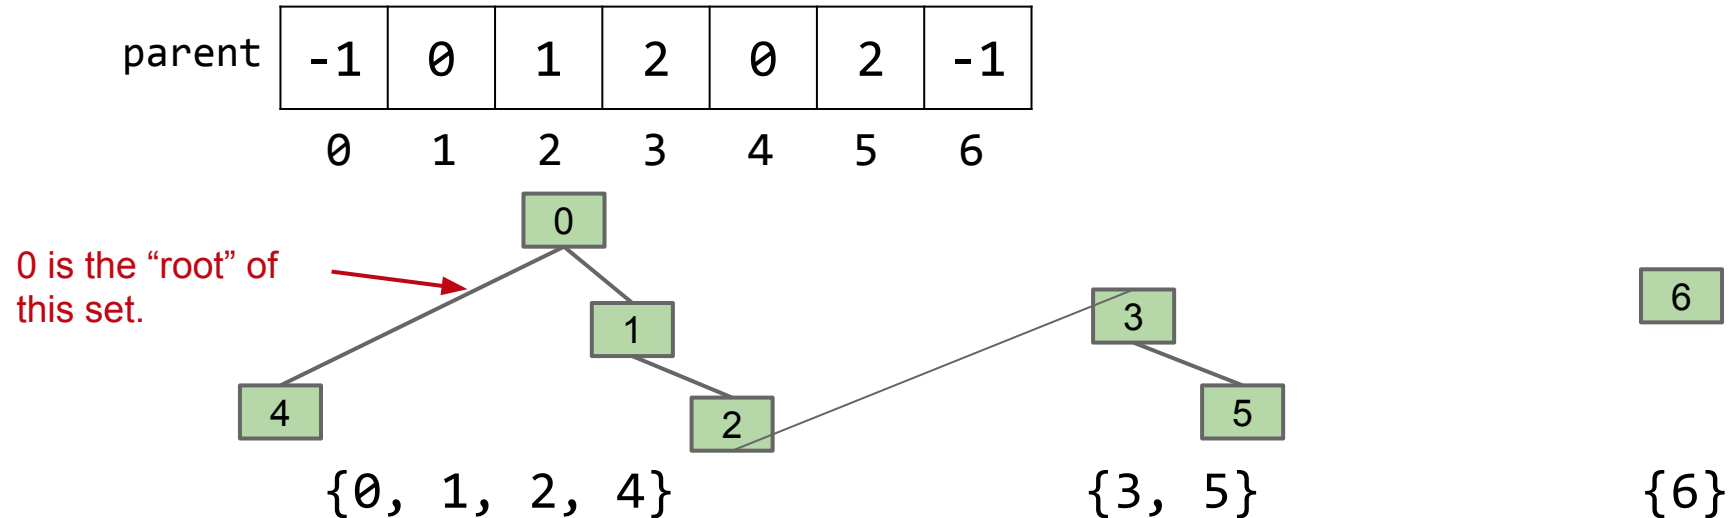 parent -1 0 1 2 0 2 -1
0 1 2 3 4 5 6
0
0 is the “root” of
this set.
1
3
6
4
2
5
{0, 1, 2, 4} {3, 5} {6}